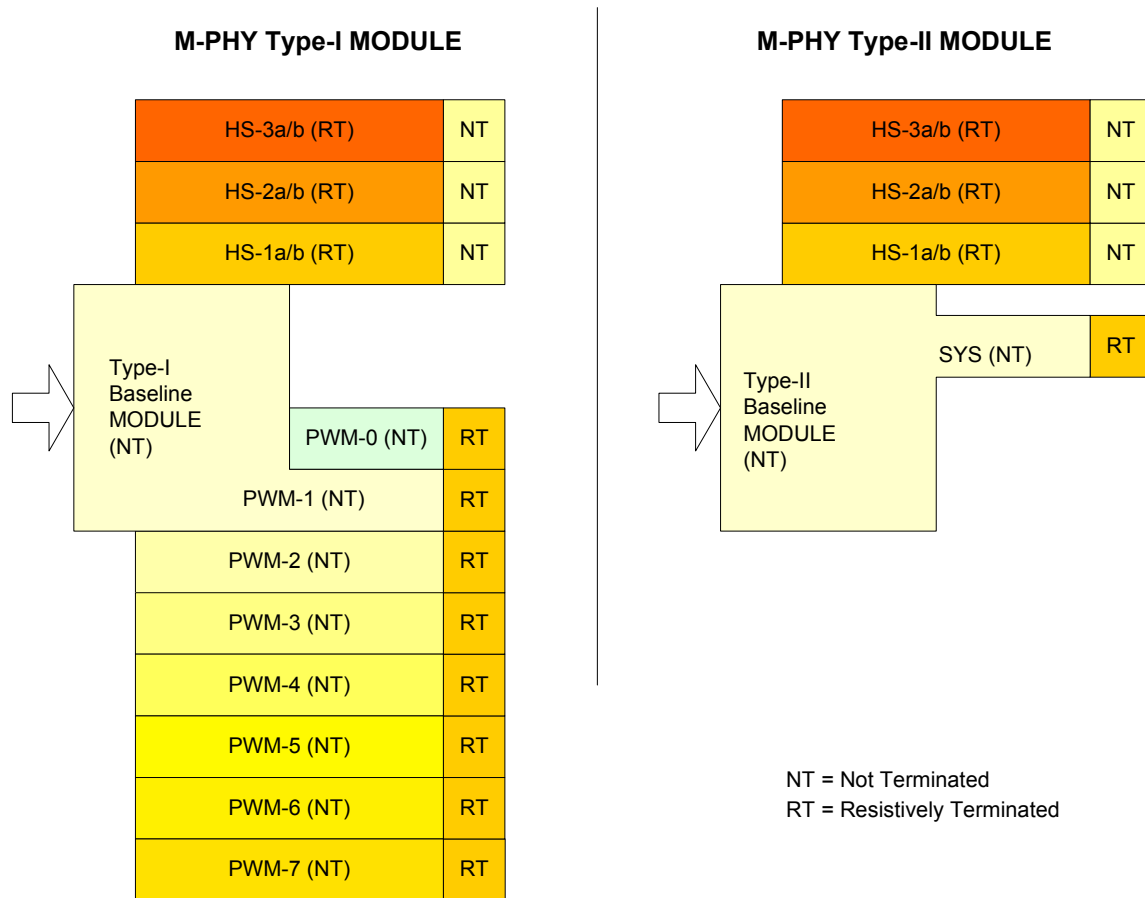 M-PHY Type-I MODULE
HS-3a/b (RT) NT
HS-2a/b (RT) NT
HS-1a/b (RT) NT
Type-I
Baseline
MODULE
(NT)
PWM-0 (NT) RT
PWM-1 (NT) RT
PWM-2 (NT) RT
PWM-3 (NT) RT
PWM-4 (NT) RT
PWM-5 (NT) RT
PWM-6 (NT) RT
PWM-7 (NT) RT
M-PHY Type-II MODULE
HS-3a/b (RT) NT
HS-2a/b (RT) NT
HS-1a/b (RT) NT
SYS (NT) RT
Type-II
Baseline
MODULE
(NT)
NT = Not Terminated
RT = Resistively Terminated